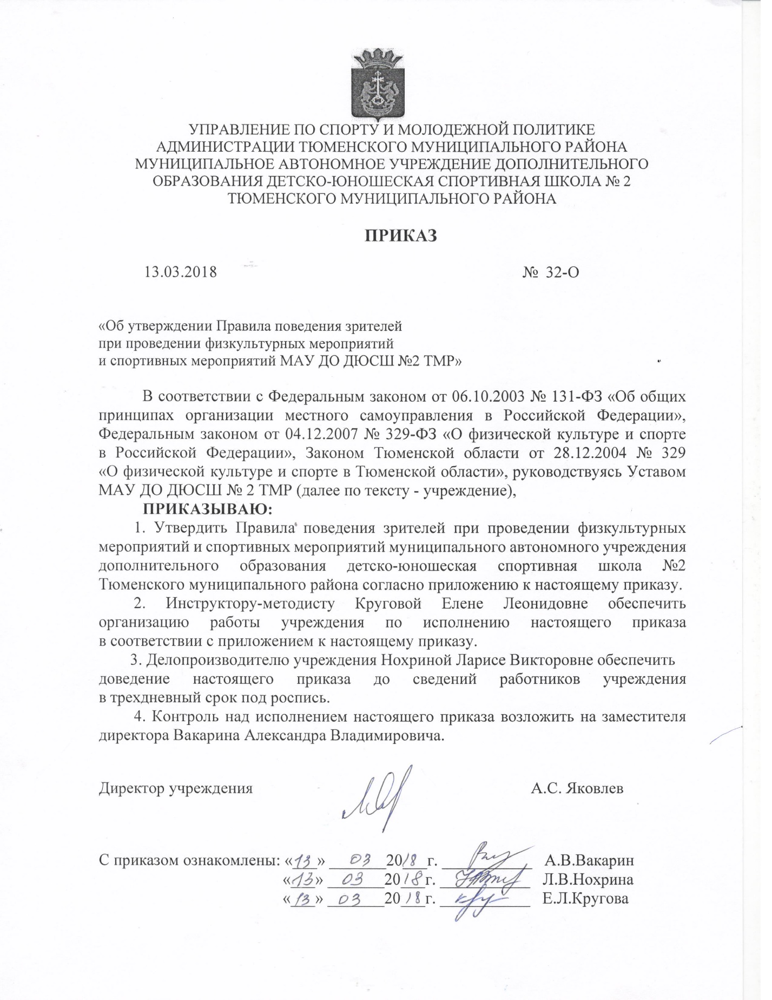 УПРАВЛЕНИЕ ПО СПОРТУ И МОЛОДЕЖНОЙ ПОЛИТИКЕ
АДМИНИСТРАЦИИ ТЮМЕНСКОГО МУНИЦИПАЛЬНОГО РАЙОНА
МУНИЦИПАЛЬНОЕ АВТОНОМНОЕ УЧРЕЖДЕНИЕ ДОПОЛНИТЕЛЬНОГО
ОБРАЗОВАНИЯ ДЕТСКО-ЮНОШЕСКАЯ СПОРТИВНАЯ ШКОЛА № 2
ТЮМЕНСКОГО МУНИЦИПАЛЬНОГО РАЙОНА
ПРИКАЗ
13.03.2018 № 32-О
«Об утверждении Правила поведения зрителей
при проведении физкультурных мероприятий
и спортивных мероприятий МАУ ДО ДЮСШ №2 ТМР»
В соответствии с Федеральным законом от 06.10.2003 № 131-ФЗ «Об общих
принципах организации местного самоуправления в Российской Федерации»,
Федеральным законом от 04.12.2007 № 329-ФЗ «О физической культуре и спорте
в Российской Федерации», Законом Тюменской области от 28.12.2004 № 329
«О физической культуре и спорте в Тюменской области», руководствуясь Уставом
МАУ ДО ДЮСШ № 2 ТМР (далее по тексту - учреждение),
ПРИКАЗЫВАЮ:
1. Утвердить Правила поведения зрителей при проведении физкультурных
мероприятий и спортивных мероприятий муниципального автономного учреждения
дополнительного образования детско-юношеская спортивная школа №2
Тюменского муниципального района согласно приложению к настоящему приказу.
2. Инструктору-методисту Круговой Елене Леонидовне обеспечить
организацию работы учреждения по исполнению настоящего приказа
в соответствии с приложением к настоящему приказу.
3. Делопроизводителю учреждения Нохриной Ларисе Викторовне обеспечить
доведение настоящего приказа до сведений работников учреждения
в трехдневный срок под роспись.
4. Контроль над исполнением настоящего приказа возложить на заместителя
директора Вакарина Александра Владимировича.
Директор учреждения А.С. Яковлев
С приказом ознакомлены: «13» 03 2018 г. А.В.Вакарин
«13» 03 2018 г. Л.В.Нохрина
«13» 03 2018 г. Е.Л.Кругова